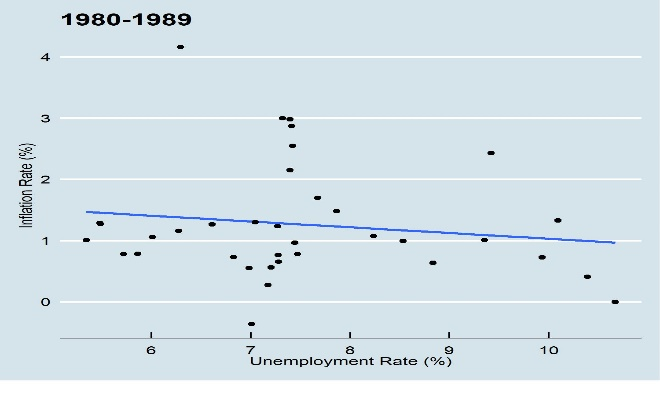 1980-1989
4
3
2
1
0
Inflation Rate (%)
6 7 8 9 10
Unemployment Rate (%)